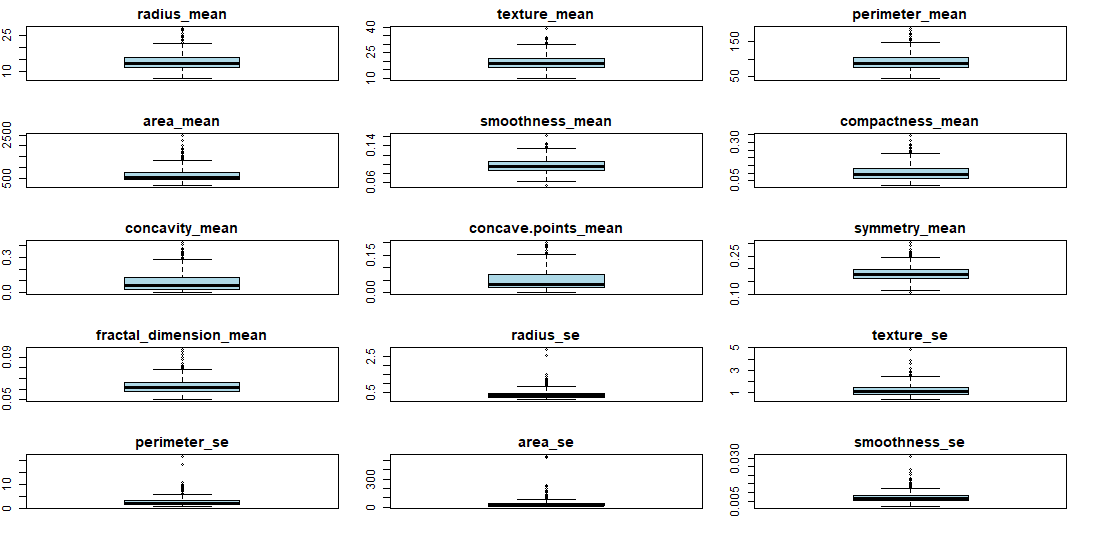 radius_mean texture_mean perimeter_mean
25 10 40 25 10 150 50
area_mean smoothness_mean compactness_mean
2500 500 0.14 0.06 0.30 0.05
concavity_mean concave.points_mean symmetry_mean
0.3 0.0 0.15 0.00 0.25 0.10
fractal_dimension_mean radius_se texture_se
0.09 0.05 2.5 0.5 5 3 1
perimeter_se area_se smoothness_se
10 0 300 0 0.030 0.005